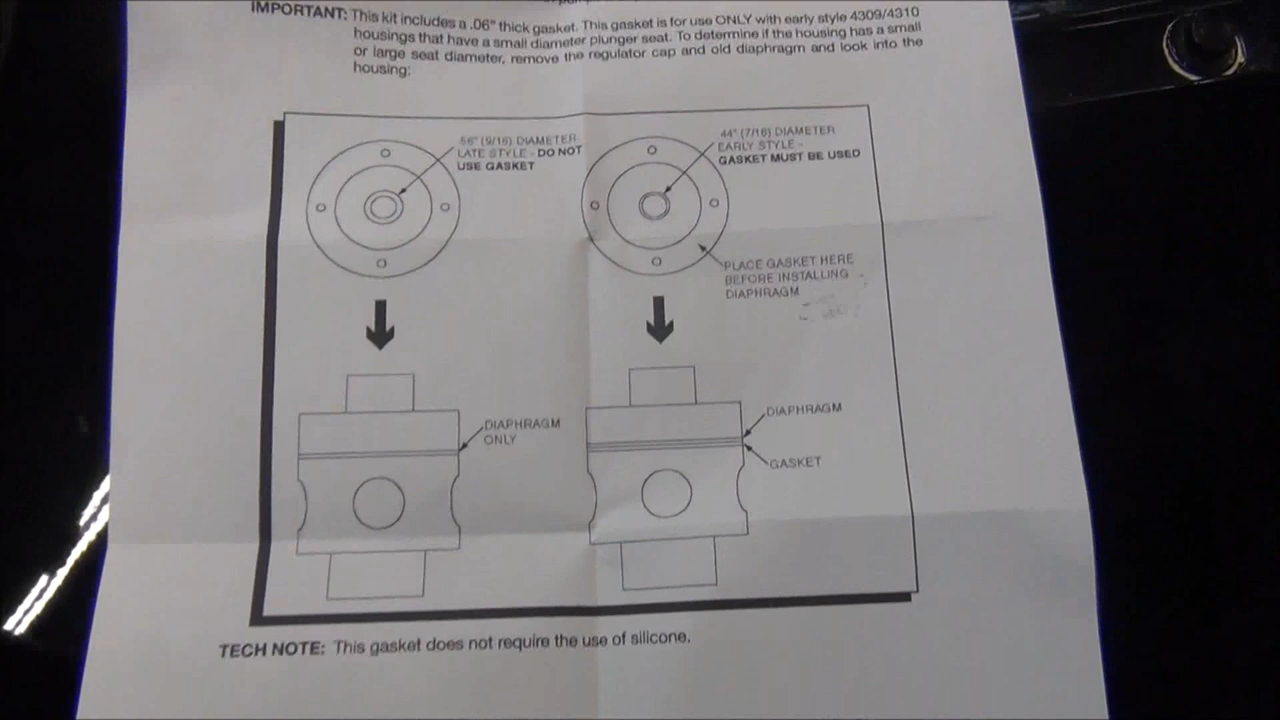 IMPORTANT: This kit includes a .06" thick gasket. This gasket is for use ONLY with early style 4309/4310
housings that have a small diameter plunger seat. To determine if the housing has a small
or large seat diameter, remove the regulator cap and old diaphragm and look into the
housing:
56" (9/16) DIAMETER
LATE STYLE - DO NOT
USE GASKET
44" (7/16) DIAMETER
EARLY STYLE -
GASKET MUST BE USED
PLACE GASKET HERE
BEFORE INSTALLING
DIAPHRAGM
DIAPHRAGM
ONLY
DIAPHRAGM
GASKET
TECH NOTE: This gasket does not require the use of silicone.